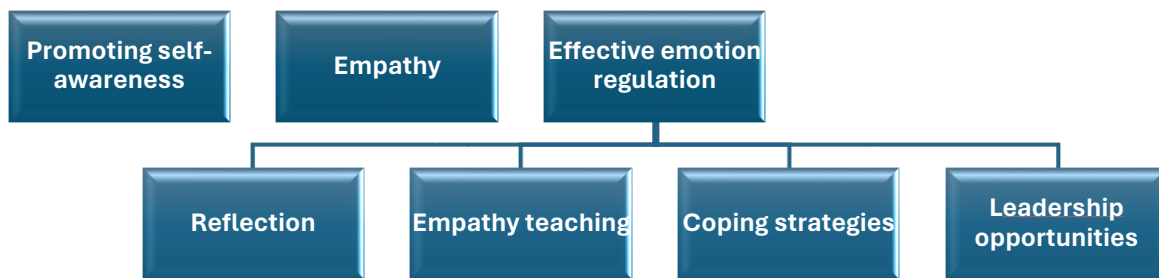 Promoting self-
awareness
Empathy
Effective emotion
regulation
Reflection
Empathy teaching
Coping strategies
Leadership
opportunities